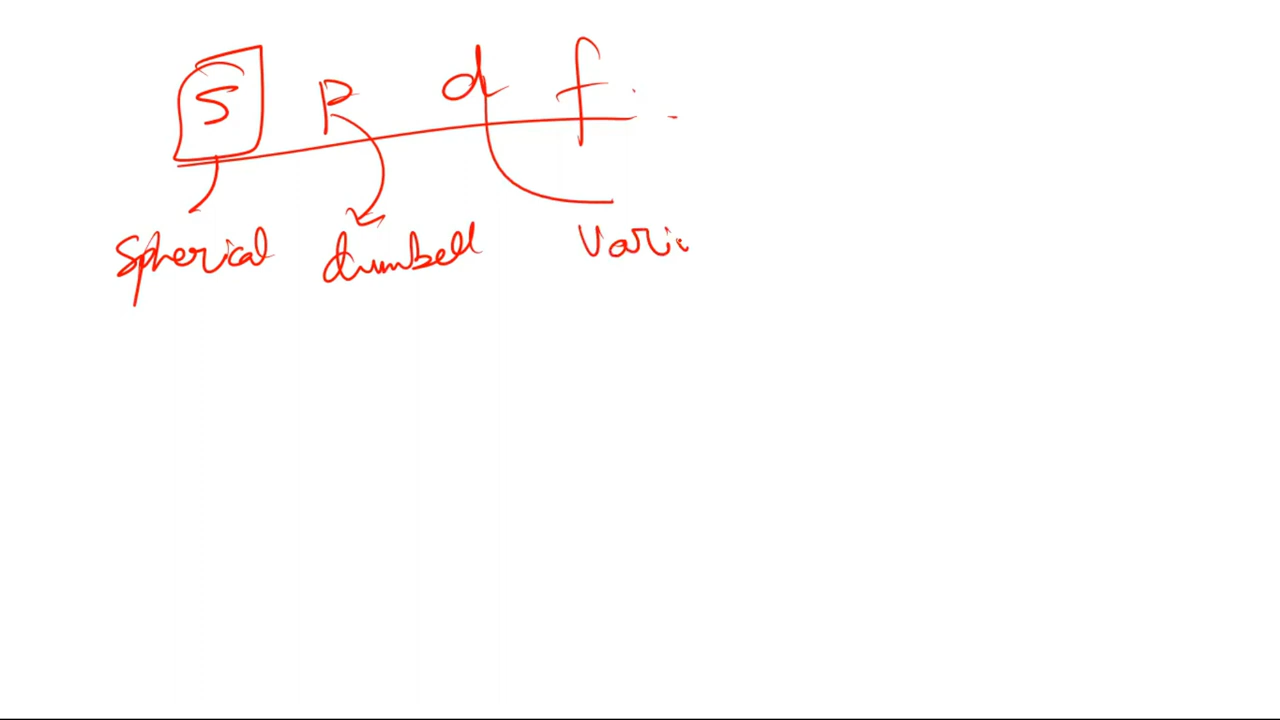 S P d f . .
Spherical dumbell Vari